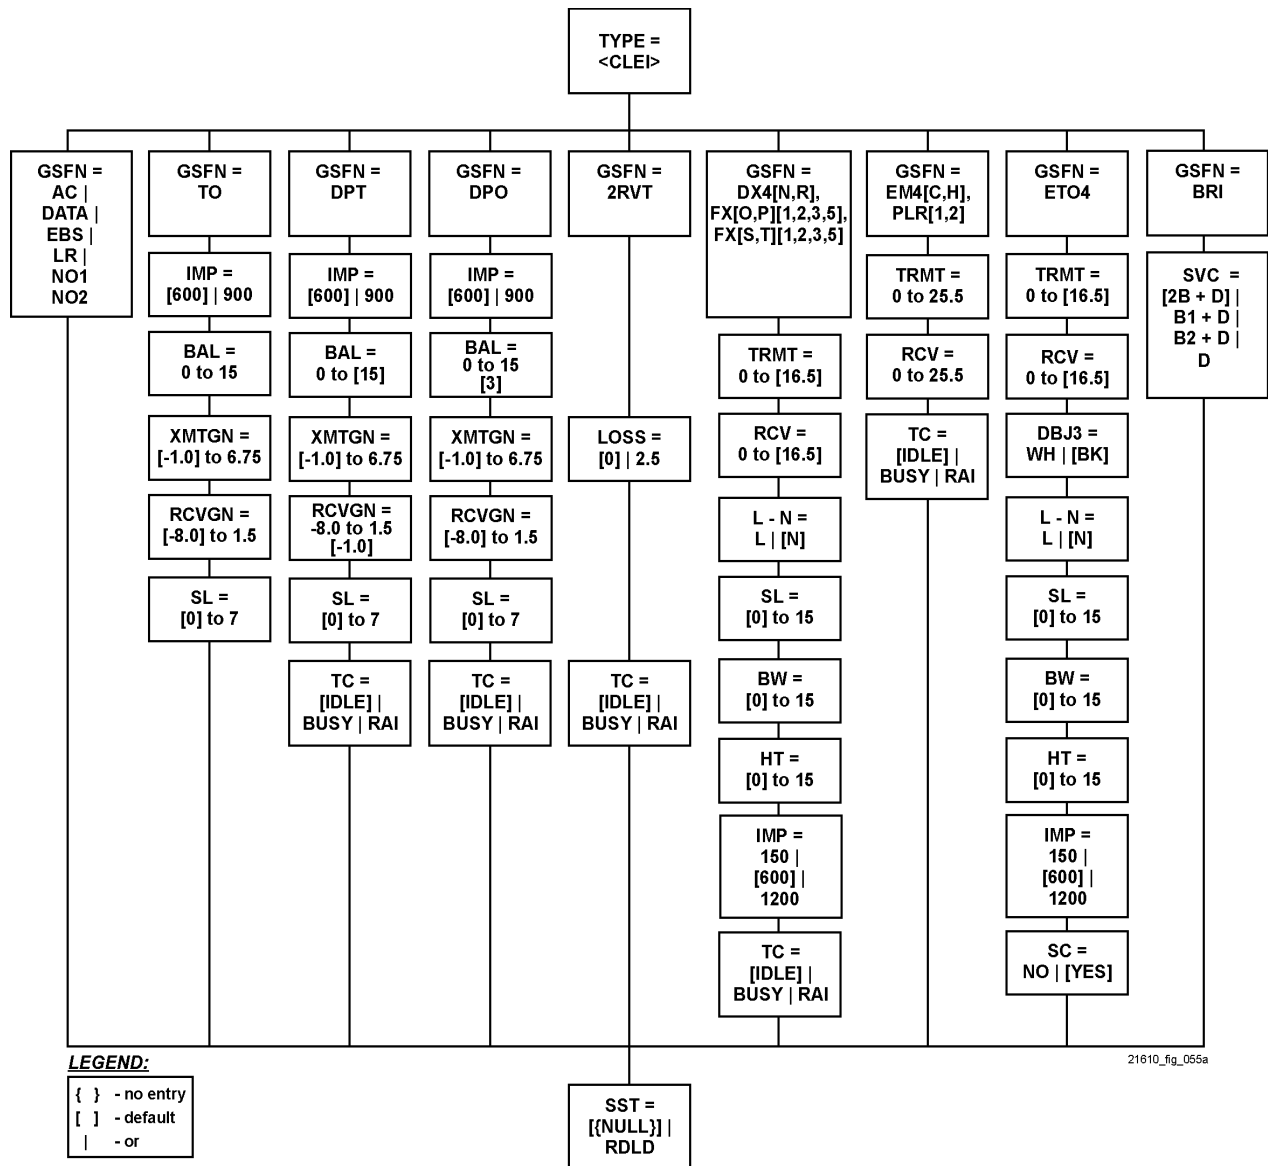 TYPE =
<CLEI>
GSFN =
AC |
DATA |
EBS |
LR |
NO1
NO2
GSFN =
TO
IMP =
[600] | 900
BAL =
0 to 15
XMTGN =
[-1.0] to 6.75
RCVGN =
[-8.0] to 1.5
SL =
[0] to 7
GSFN =
DPT
IMP =
[600] | 900
BAL =
0 to [15]
XMTGN =
[-1.0] to 6.75
RCVGN =
-8.0 to 1.5
[-1.0]
SL =
[0] to 7
TC =
[IDLE] |
BUSY | RAI
GSFN =
DPO
IMP =
[600] | 900
BAL =
0 to 15
[3]
XMTGN =
[-1.0] to 6.75
RCVGN =
[-8.0] to 1.5
SL =
[0] to 7
TC =
[IDLE] |
BUSY | RAI
GSFN =
2RVT
LOSS =
[0] | 2.5
TC =
[IDLE] |
BUSY | RAI
GSFN =
DX4[N,R],
FX[O,P][1,2,3,5],
FX[S,T][1,2,3,5]
TRMT =
0 to [16.5]
RCV =
0 to [16.5]
L - N =
L | [N]
SL =
[0] to 15
BW =
[0] to 15
HT =
[0] to 15
IMP =
150 |
[600] |
1200
TC =
[IDLE] |
BUSY | RAI
GSFN =
EM4[C,H],
PLR[1,2]
TRMT =
0 to 25.5
RCV =
0 to 25.5
TC =
[IDLE] |
BUSY | RAI
GSFN =
ETO4
TRMT =
0 to [16.5]
RCV =
0 to [16.5]
DBJ3 =
WH | [BK]
L - N =
L | [N]
SL =
[0] to 15
BW =
[0] to 15
HT =
[0] to 15
IMP =
150 |
[600] |
1200
SC =
NO | [YES]
GSFN =
BRI
SVC =
[2B + D] |
B1 + D |
B2 + D |
D
SST =
[{NULL}] |
RDLD
LEGEND:
{ } - no entry
[ ] - default
| - or
21610_fig_055a